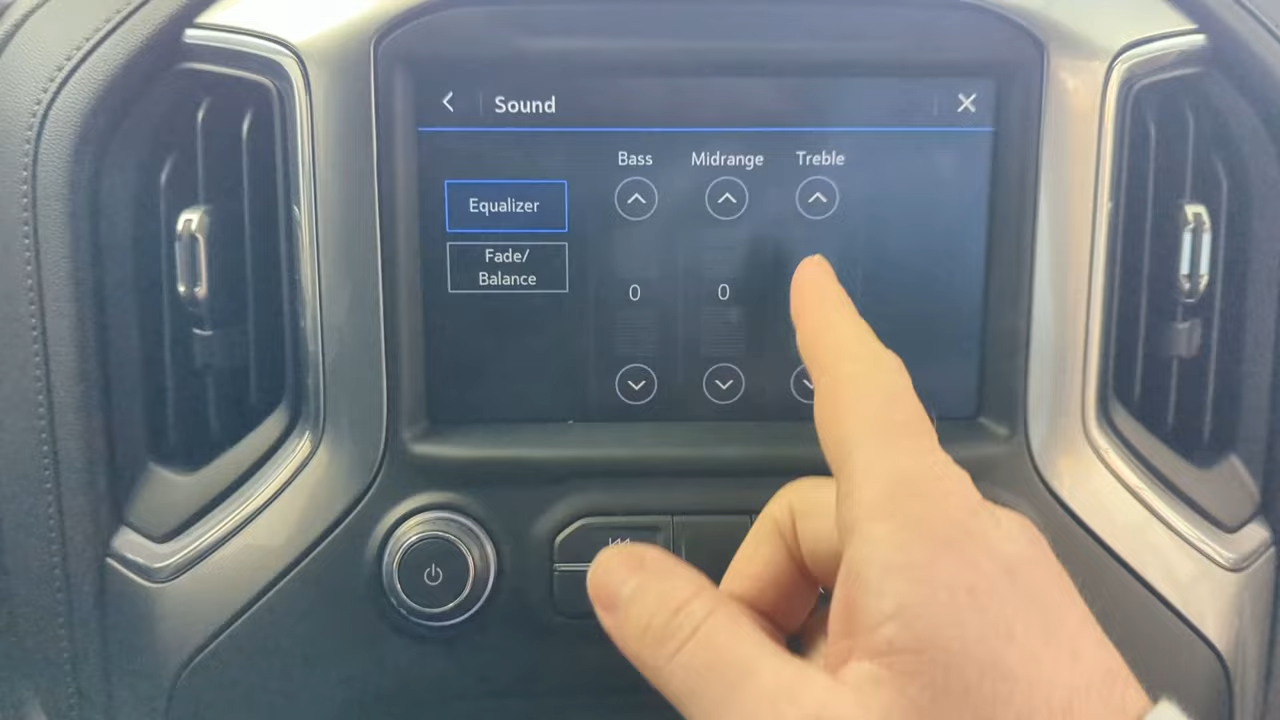 Sound
Bass Midrange Treble
Equalizer
Fade/
Balance
0 0